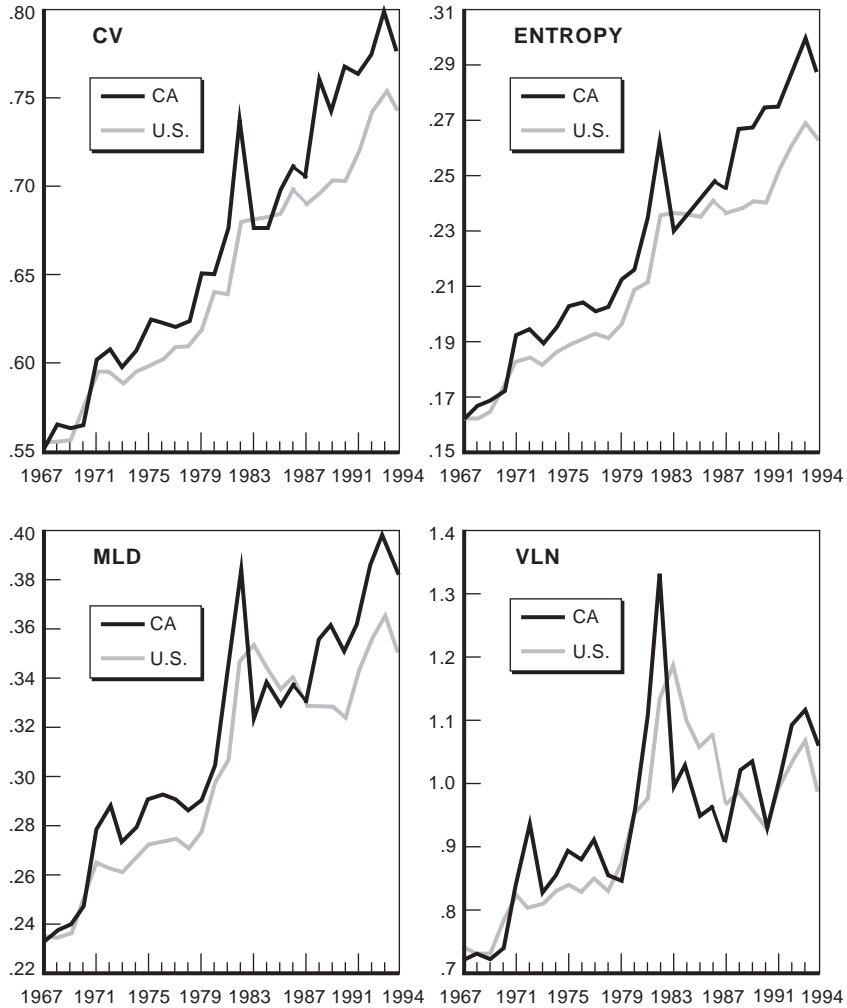 CV
CA
U.S.
.80
.75
.70
.65
.60
.55
1967 1971 1975 1979 1983 1987 1991 1994
ENTROPY
CA
U.S.
.31
.29
.27
.25
.23
.21
.19
.17
.15
1967 1971 1975 1979 1983 1987 1991 1994
MLD
CA
U.S.
.40
.38
.36
.34
.32
.30
.28
.26
.24
.22
1967 1971 1975 1979 1983 1987 1991 1994
VLN
CA
U.S.
1.4
1.3
1.2
1.1
1.0
.9
.8
.7
1967 1971 1975 1979 1983 1987 1991 1994